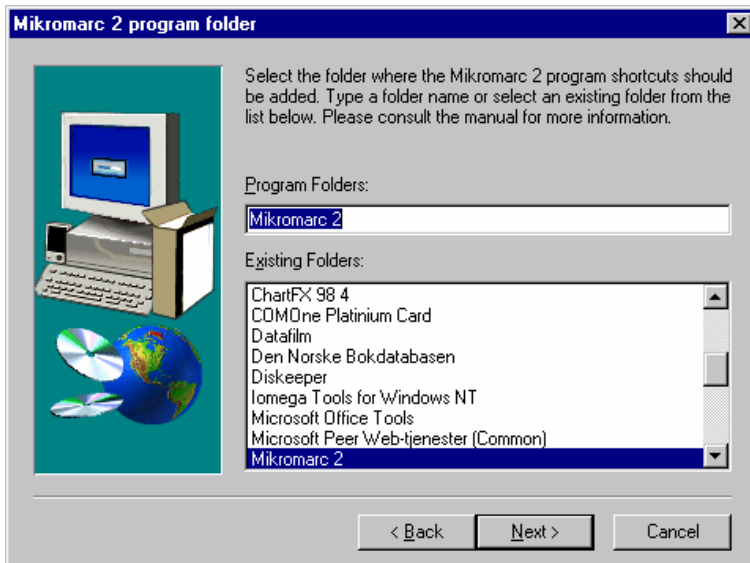 Mikromarc 2 program folder
Select the folder where the Mikromarc 2 program shortcuts should
be added. Type a folder name or select an existing folder from the
list below. Please consult the manual for more information.
Program Folders:
Mikromarc 2
Existing Folders:
ChartFX 98 4
COMOne Platinium Card
Datafilm
Den Norske Bokdatabasen
Diskeeper
Iomega Tools for Windows NT
Microsoft Office Tools
Microsoft Peer Web-tjenester (Common)
Mikromarc 2
< Back
Next >
Cancel